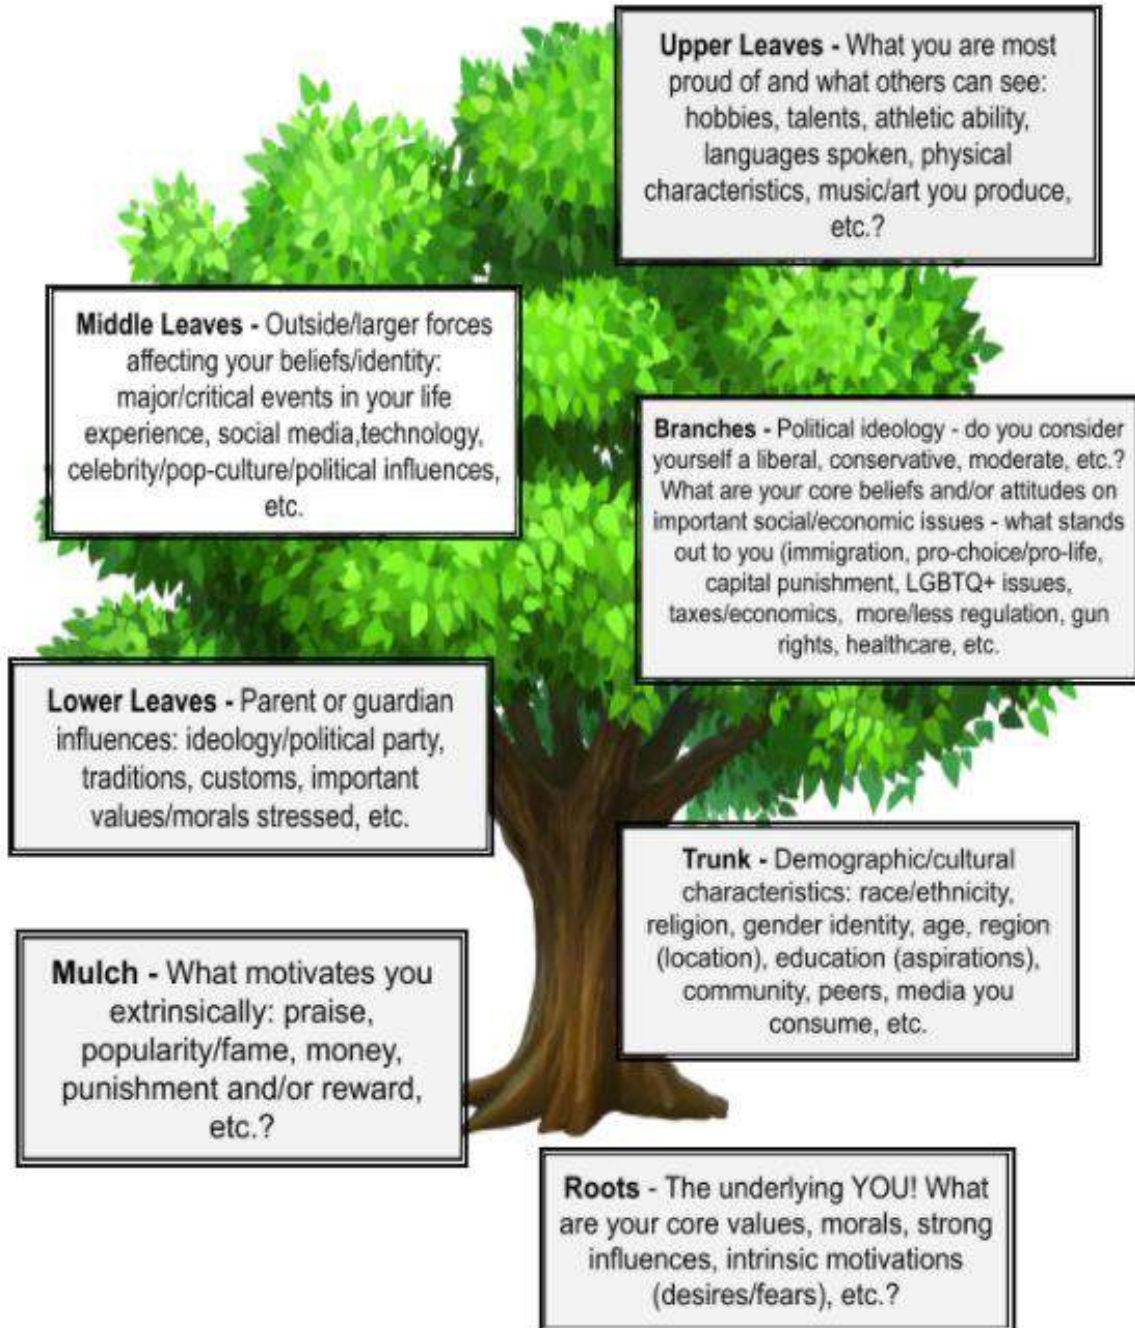 Upper Leaves - What you are most
proud of and what others can see:
hobbies, talents, athletic ability,
languages spoken, physical
characteristics, music/art you produce,
etc.?
Middle Leaves - Outside/larger forces
affecting your beliefs/identity:
major/critical events in your life
experience, social media,technology,
celebrity/pop-culture/political influences,
etc.
Branches - Political ideology - do you consider
yourself a liberal, conservative, moderate, etc.?
What are your core beliefs and/or attitudes on
important social/economic issues - what stands
out to you (immigration, pro-choice/pro-life,
capital punishment, LGBTQ+ issues,
taxes/economics, more/less regulation, gun
rights, healthcare, etc.
Lower Leaves - Parent or guardian
influences: ideology/political party,
traditions, customs, important
values/morals stressed, etc.
Trunk - Demographic/cultural
characteristics: race/ethnicity,
religion, gender identity, age, region
(location), education (aspirations),
community, peers, media you
consume, etc.
Mulch - What motivates you
extrinsically: praise,
popularity/fame, money,
punishment and/or reward,
etc.?
Roots - The underlying YOU! What
are your core values, morals, strong
influences, intrinsic motivations
(desires/fears), etc.?